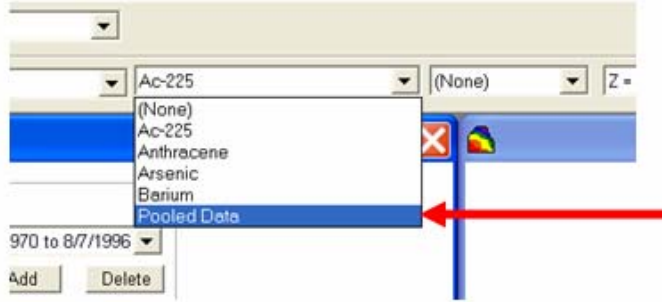 Ac-225 (None) Z =
(None)
Ac-225
Anthracene
Arsenic
Barium
Pooled Data
970 to 8/7/1996
Add Delete